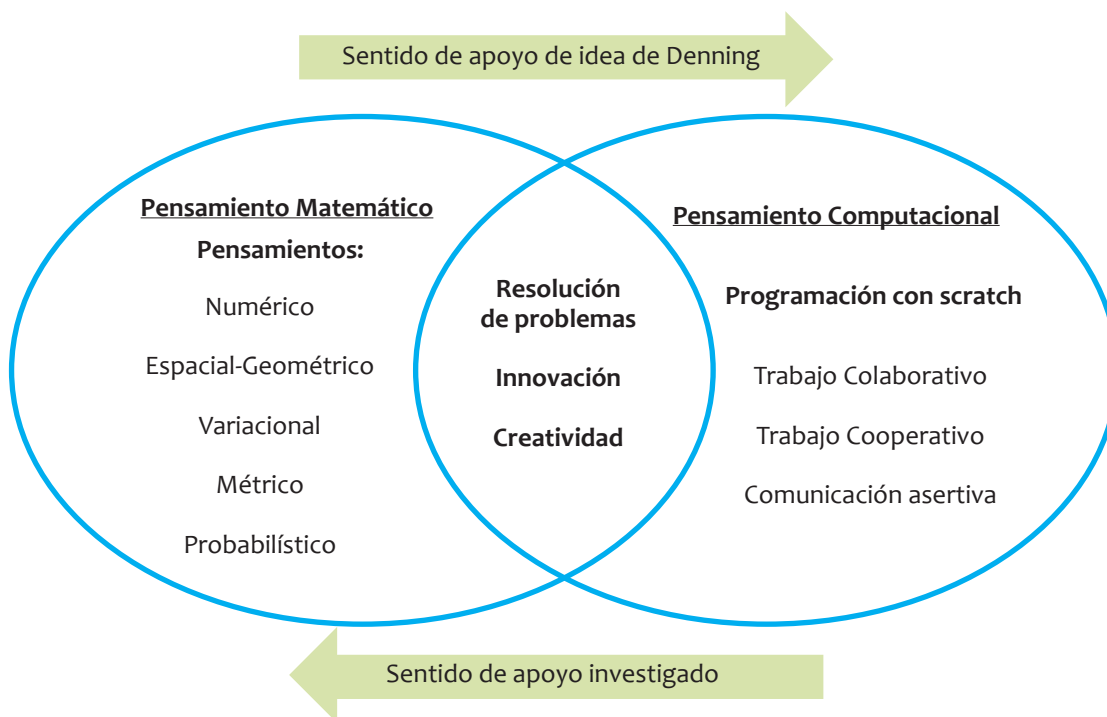 Sentido de apoyo de idea de Denning
Pensamiento Matemático
Pensamientos:
Numérico
Espacial-Geométrico
Variacional
Métrico
Probabilístico
Resolución
de problemas
Innovación
Creatividad
Pensamiento Computacional
Programación con scratch
Trabajo Colaborativo
Trabajo Cooperativo
Comunicación asertiva
Sentido de apoyo investigado